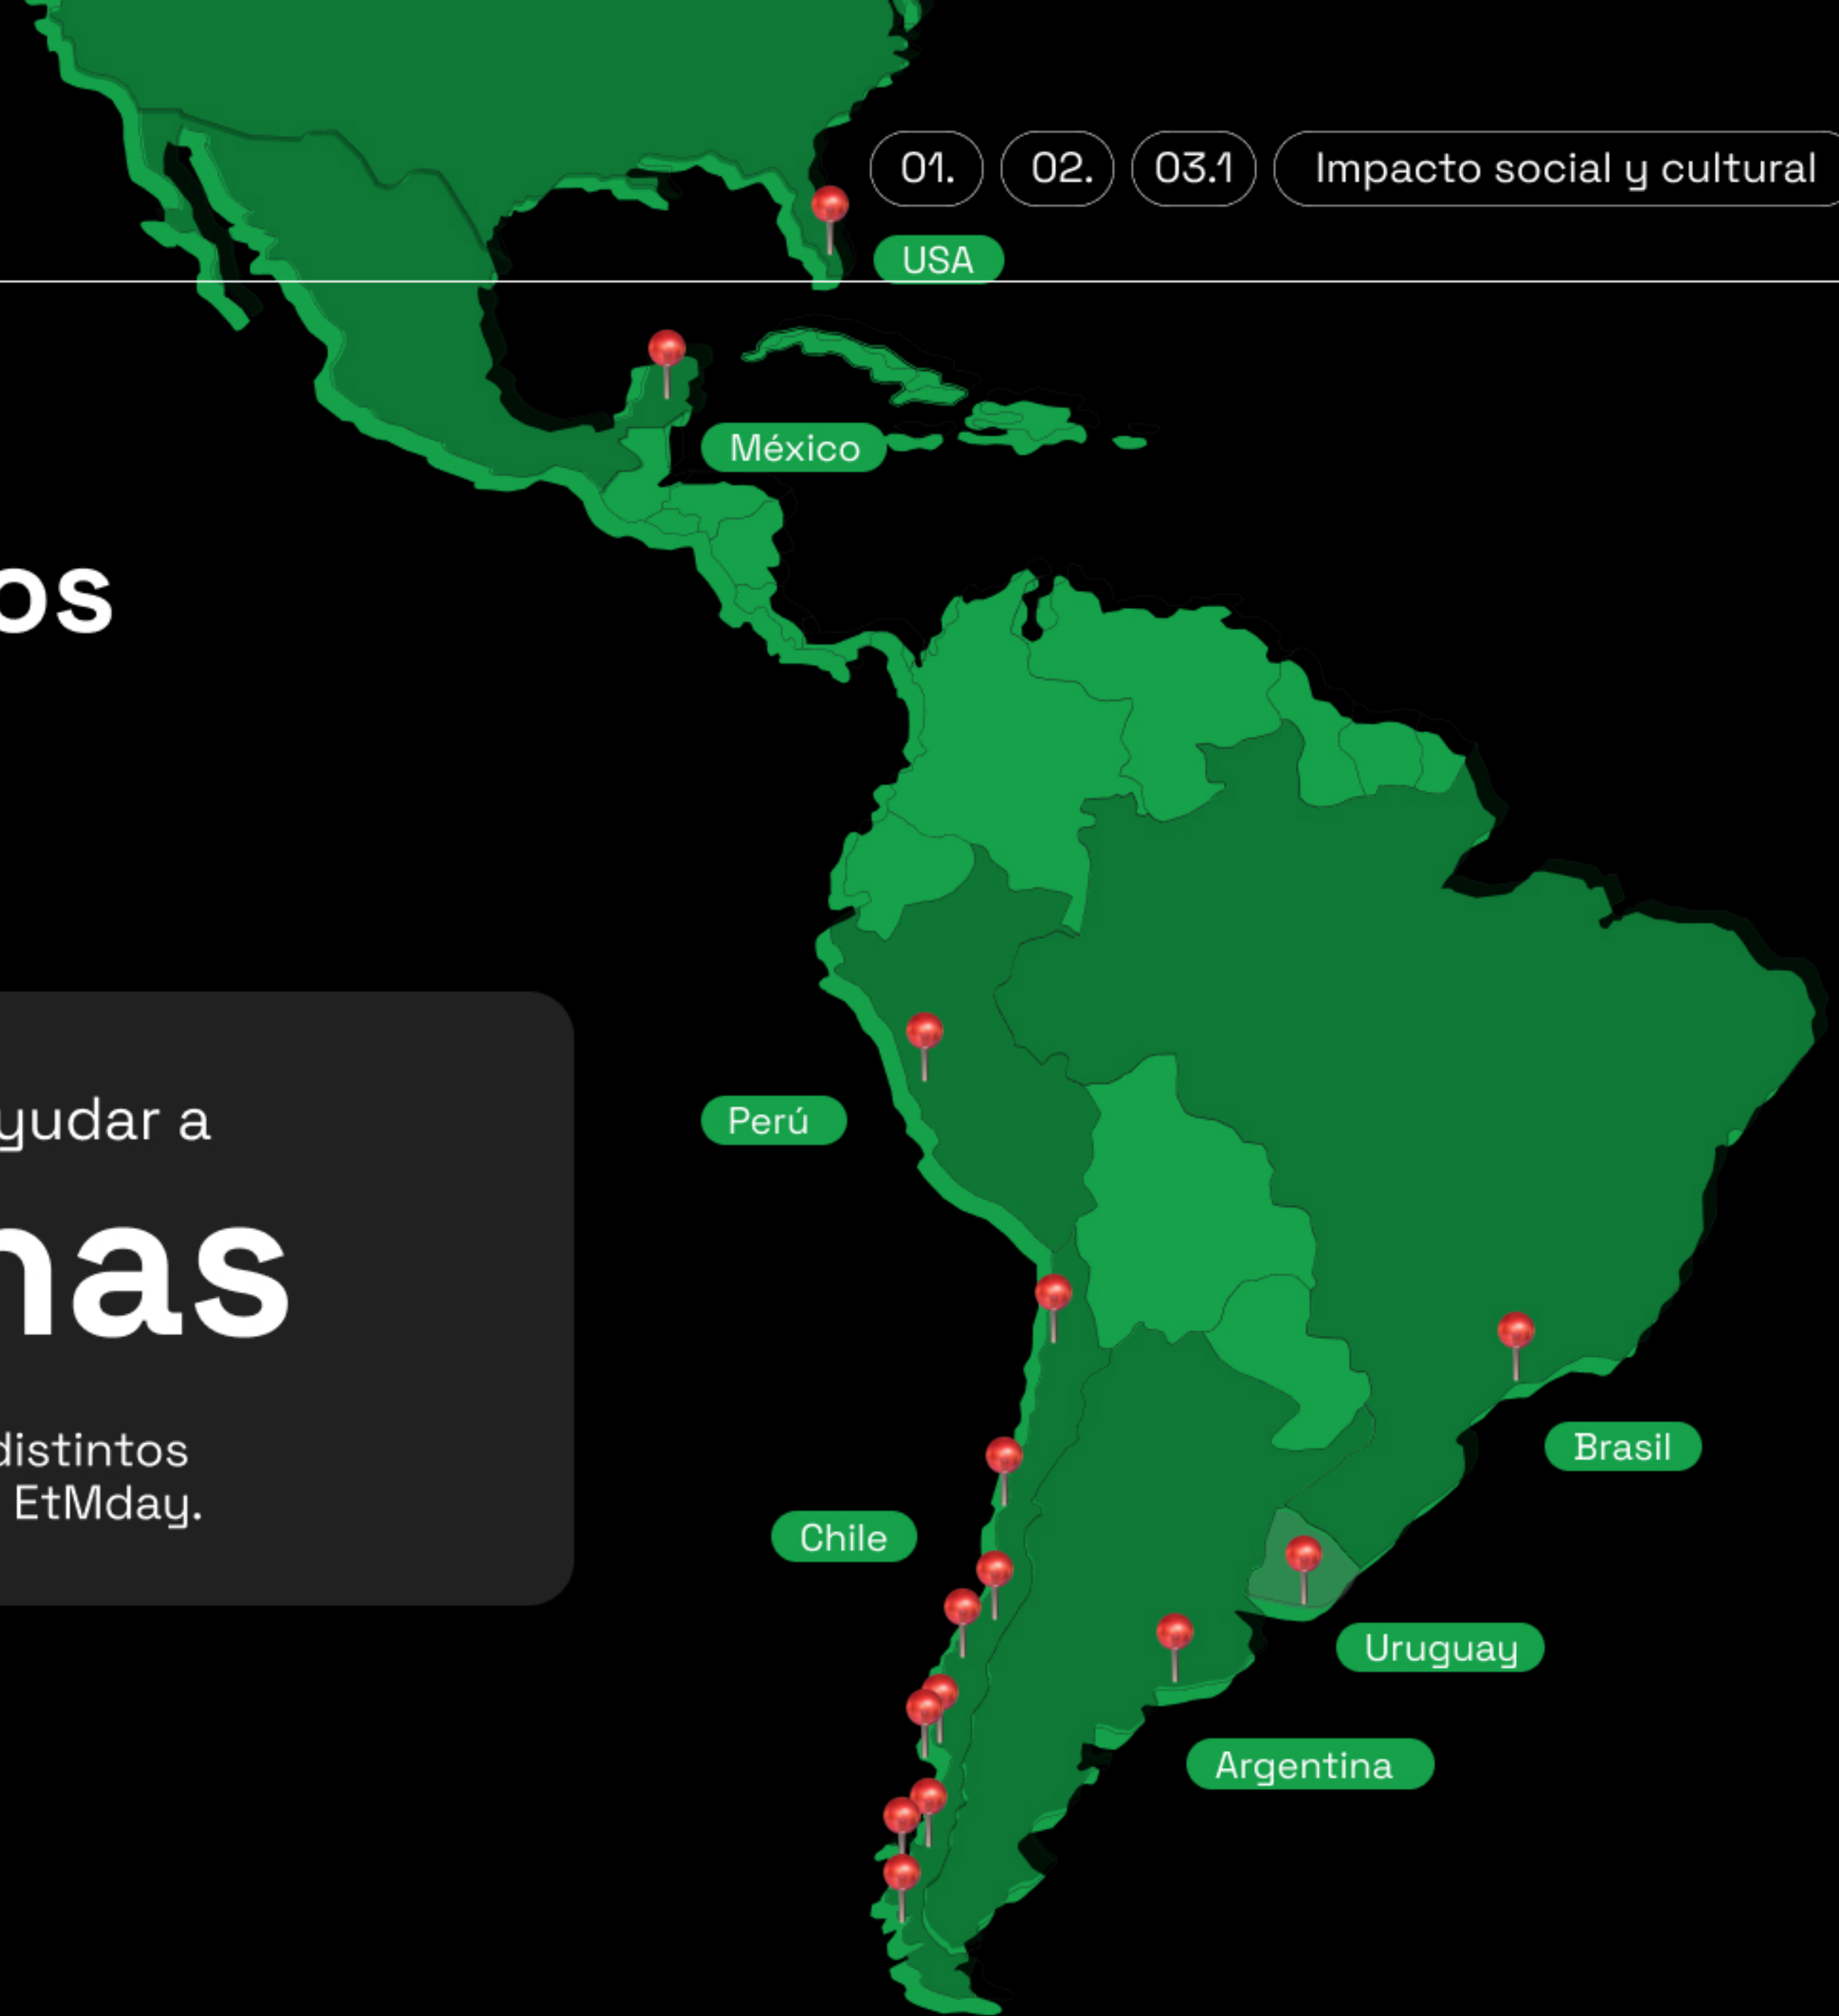 01. 02. 03.1 Impacto social y cultural
USA
México
os
yudar a
nas
distintos
EtMday.
Perú
Chile
Brasil
Uruguay
Argentina